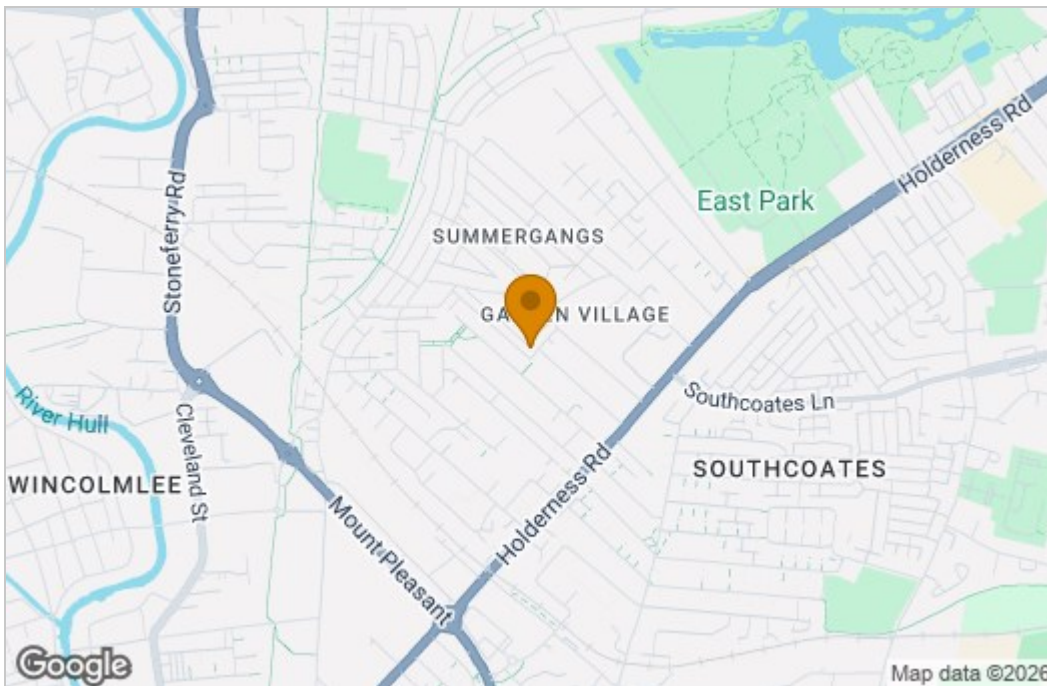 Holderness Rd
Stoneferry Rd
East Park
SUMMERGANGS
GARDEN VILLAGE
Southcoates Ln
River Hull
Cleveland St
WINCOLMLEE
Holderness Rd
SOUTHCOATES
Mount Pleasant
Google
Map data ©2026